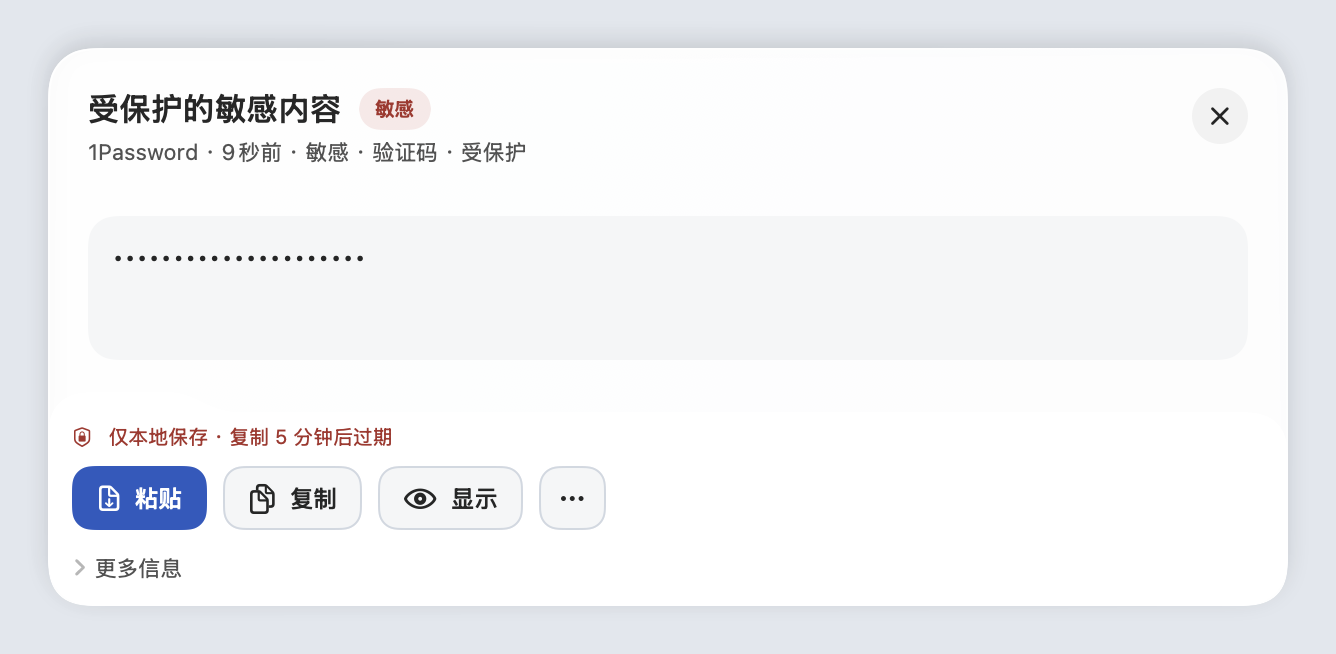 受保护的敏感内容 敏感
1Password · 9秒前 · 敏感 · 验证码 · 受保护
•••••••••••••••••••••
仅本地保存 · 复制 5 分钟后过期
粘贴 复制 显示 •••
更多信息